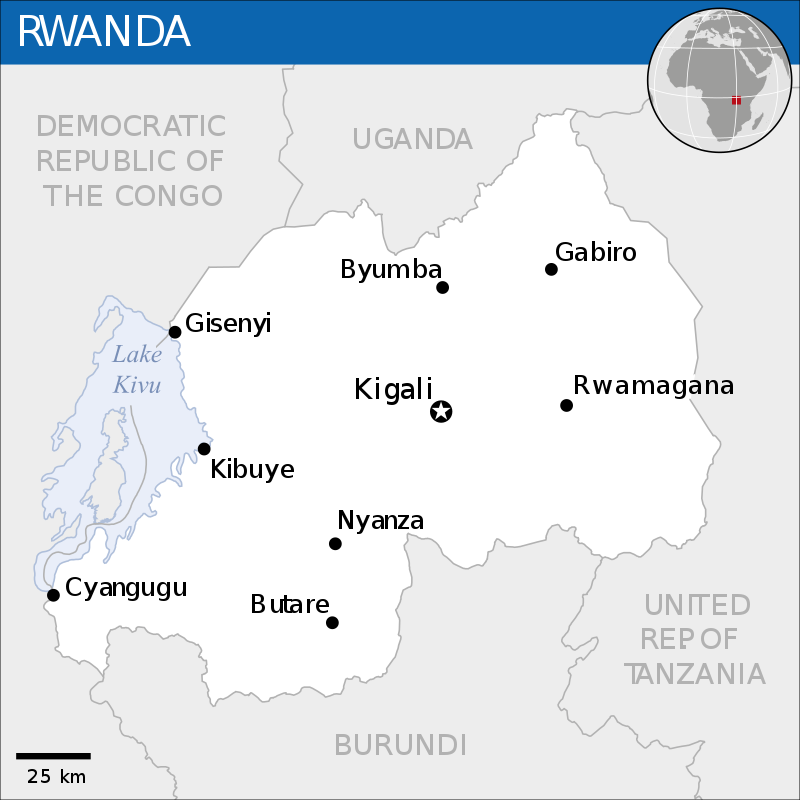 RWANDA
DEMOCRATIC
REPUBLIC OF
THE CONGO
UGANDA
Gabiro
Byumba
Gisenyi
Lake
Kivu
Kigali
Rwamagana
Kibuye
Nyanza
Cyangugu
Butare
UNITED
REP. OF
TANZANIA
BURUNDI
25 km